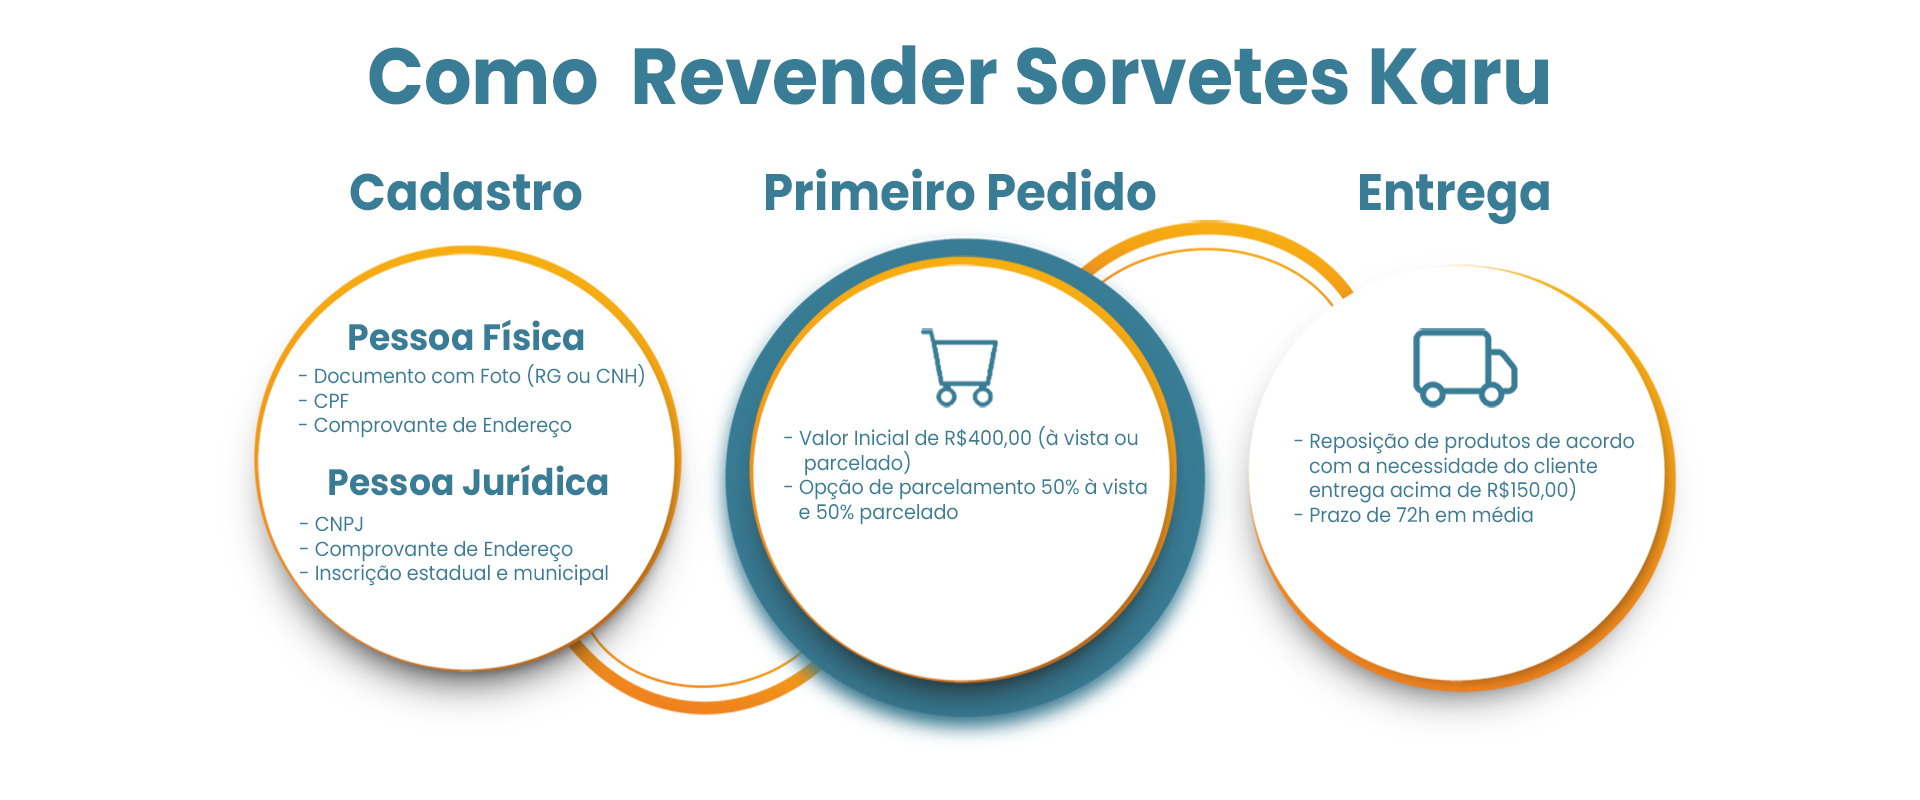 Como Revender Sorvetes Karu
Cadastro
Pessoa Física
- Documento com Foto (RG ou CNH)
- CPF
- Comprovante de Endereço
Pessoa Jurídica
- CNPJ
- Comprovante de Endereço
- Inscrição estadual e municipal
Primeiro Pedido
- Valor Inicial de R$400,00 (à vista ou
parcelado)
- Opção de parcelamento 50% à vista
e 50% parcelado
Entrega
- Reposição de produtos de acordo
com a necessidade do cliente
entrega acima de R$150,00)
- Prazo de 72h em média